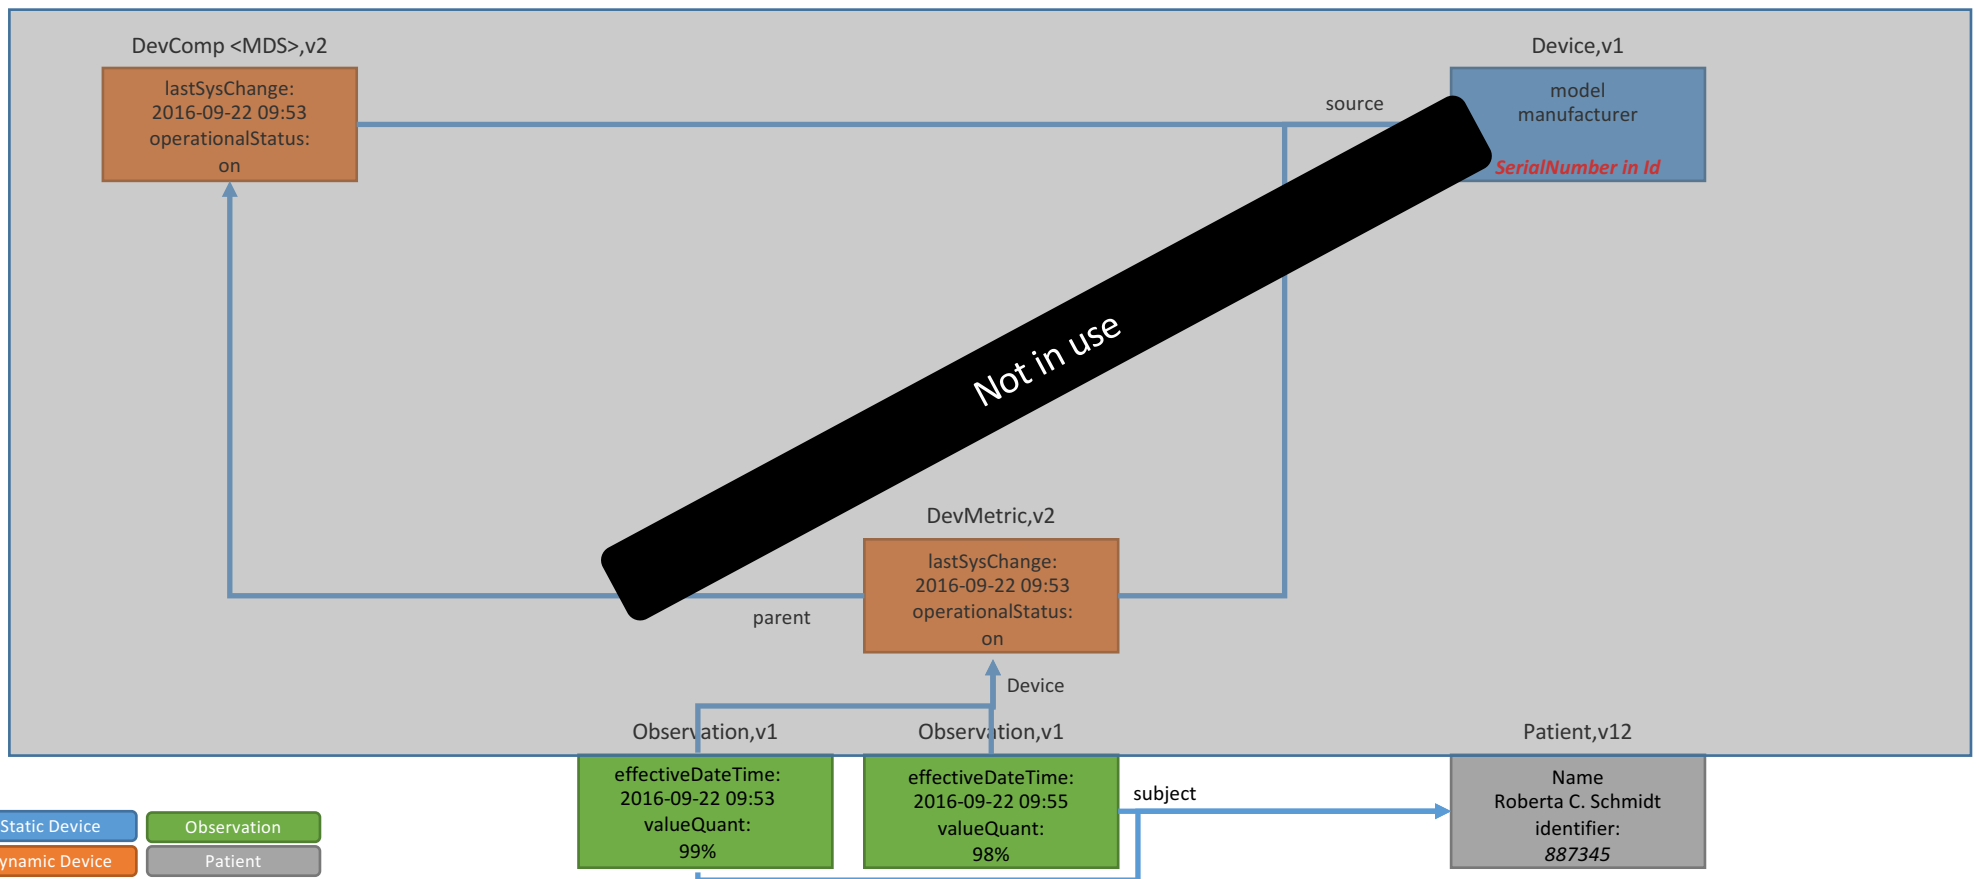 DevComp <MDS>,v2
lastSysChange:
2016-09-22 09:53
operationalStatus:
on
source
Device,v1
model
manufacturer
SerialNumber in Id
Not in use
DevMetric,v2
lastSysChange:
2016-09-22 09:53
operationalStatus:
on
parent
Device
Observation,v1
effectiveDateTime:
2016-09-22 09:53
valueQuant:
99%
Observation,v1
effectiveDateTime:
2016-09-22 09:55
valueQuant:
98%
subject
Patient,v12
Name
Roberta C. Schmidt
identifier:
887345
Static Device
Observation
ynamic Device
Patient